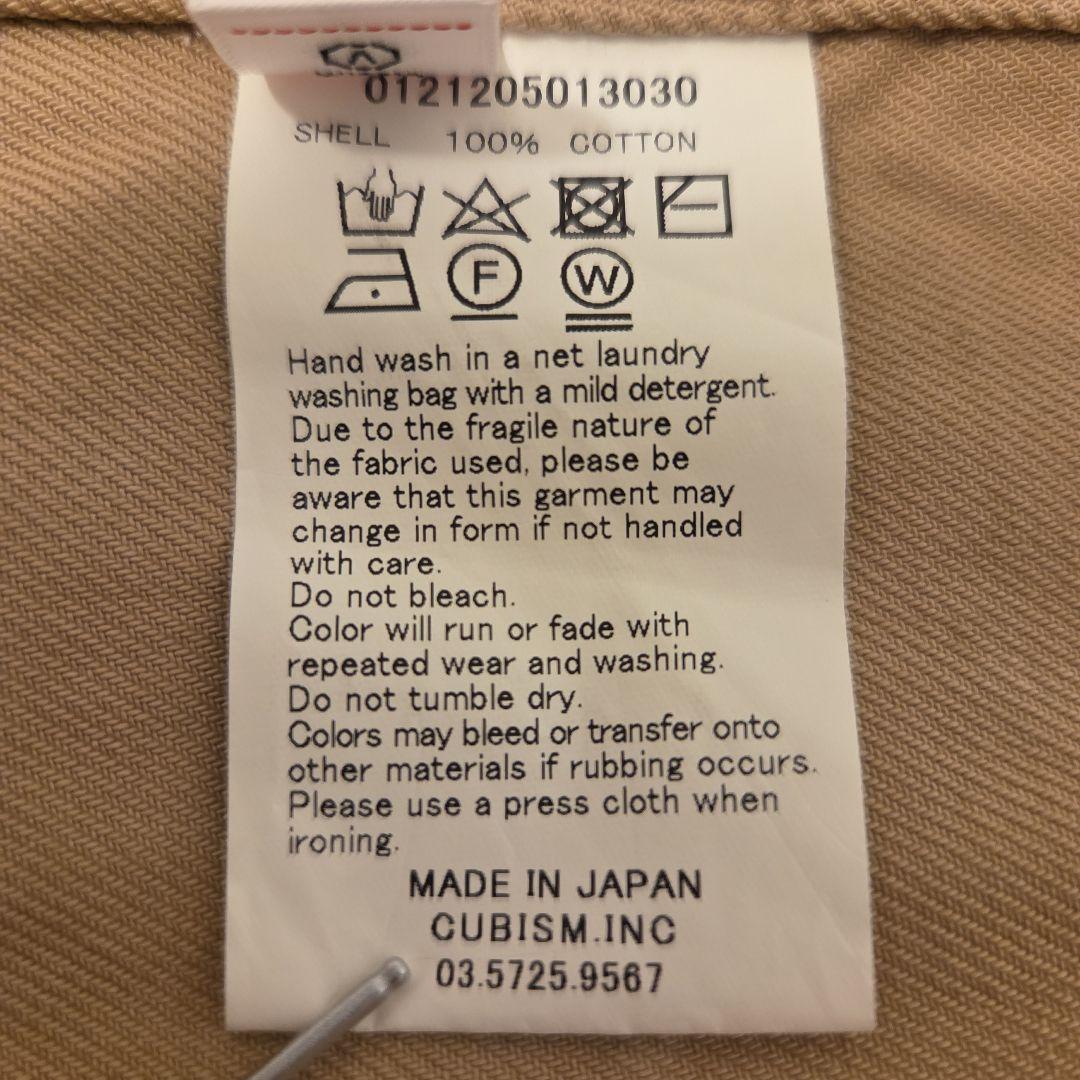 0121205013030
SHELL 100% COTTON
F W
Hand wash in a net laundry
washing bag with a mild detergent.
Due to the fragile nature of
the fabric used, please be
aware that this garment may
change in form if not handled
with care.
Do not bleach.
Color will run or fade with
repeated wear and washing.
Do not tumble dry.
Colors may bleed or transfer onto
other materials if rubbing occurs.
Please use a press cloth when
ironing.
MADE IN JAPAN
CUBISM.INC
03.5725.9567